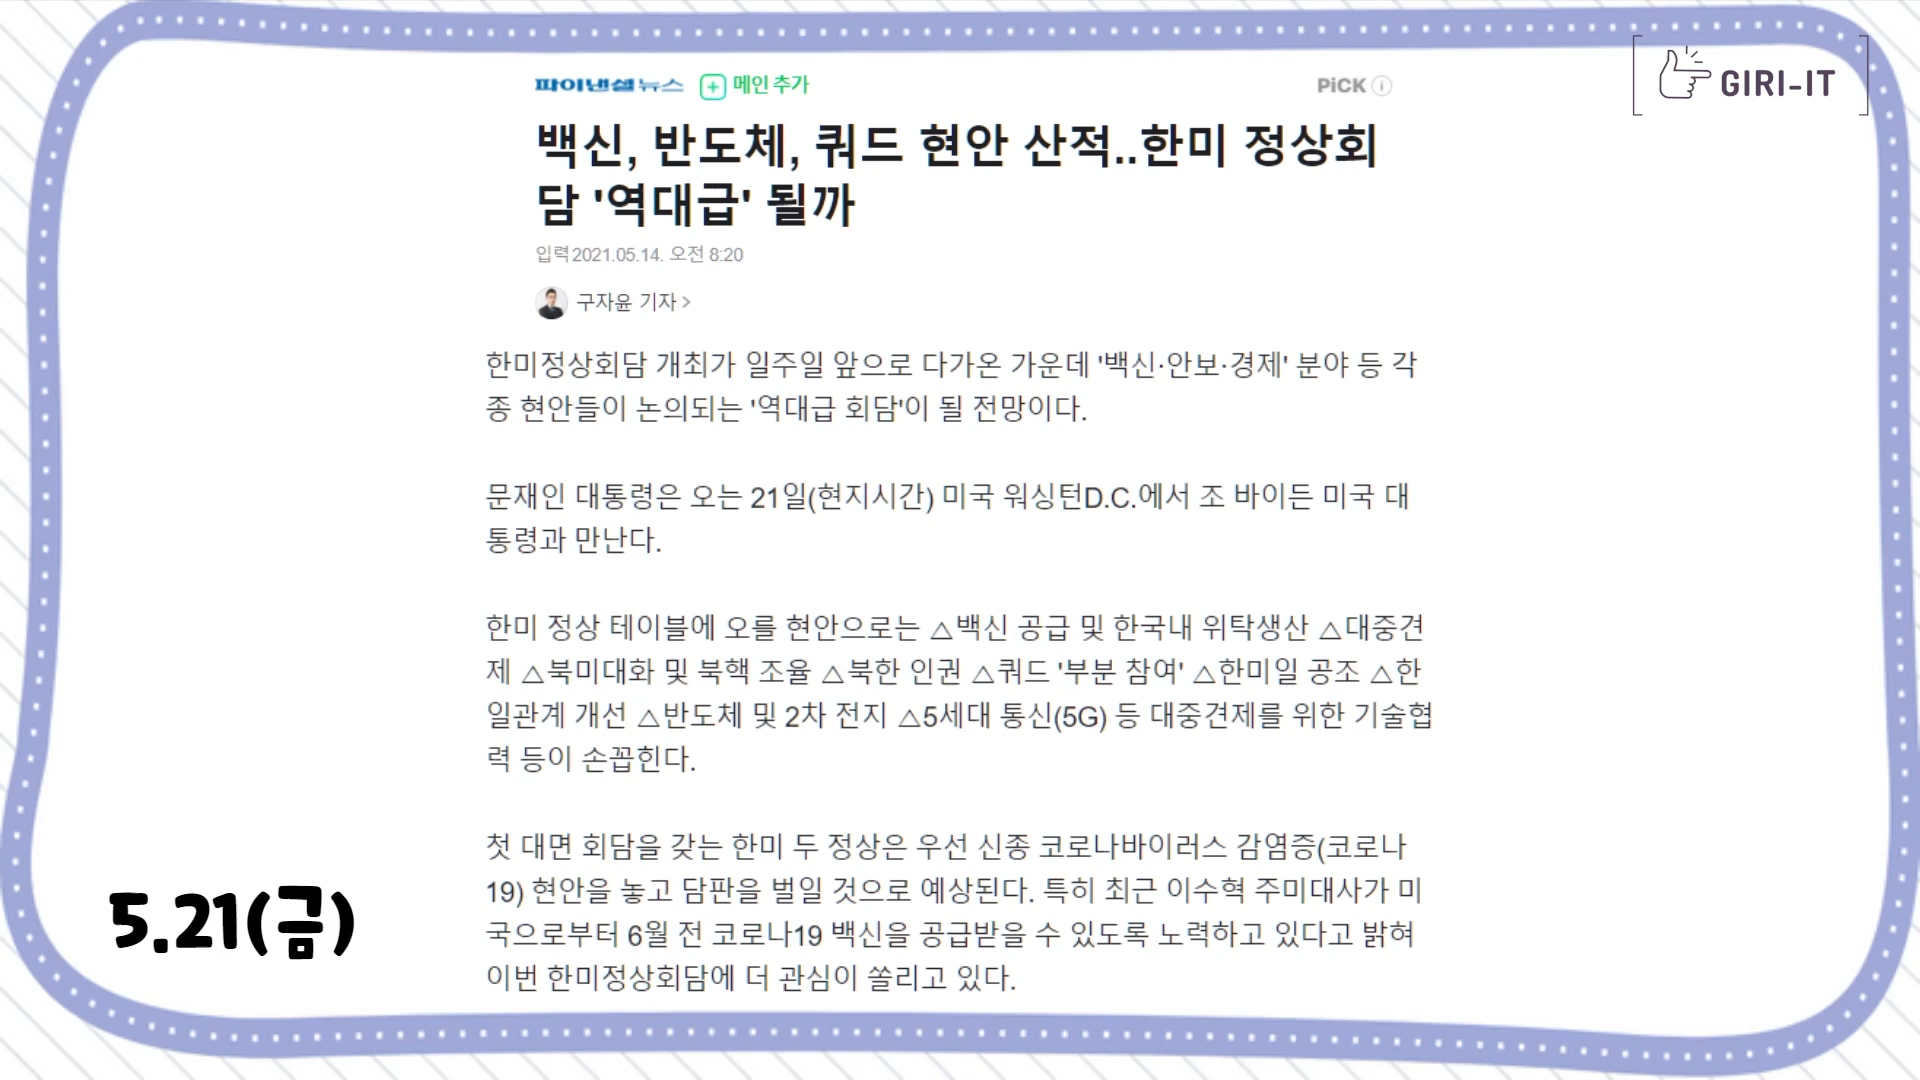 파이낸셜뉴스 메인 추가 PiCK
GIRI-IT
백신, 반도체, 쿼드 현안 산적..한미 정상회
담 '역대급' 될까
입력2021.05.14. 오전 8:20
구자윤 기자 >
한미정상회담 개최가 일주일 앞으로 다가온 가운데 '백신·안보·경제' 분야 등 각
종 현안들이 논의되는 '역대급 회담'이 될 전망이다.
문재인 대통령은 오는 21일(현지시간) 미국 워싱턴D.C.에서 조 바이든 미국 대
통령과 만난다.
한미 정상 테이블에 오를 현안으로는 △백신 공급 및 한국내 위탁생산 △대중견
제 △북미대화 및 북핵 조율 △북한 인권 △쿼드 '부분 참여' △한미일 공조 △한
일관계 개선 △반도체 및 2차 전지 △5세대 통신(5G) 등 대중견제를 위한 기술협
력 등이 손꼽힌다.
첫 대면 회담을 갖는 한미 두 정상은 우선 신종 코로나바이러스 감염증(코로나
19) 현안을 놓고 담판을 벌일 것으로 예상된다. 특히 최근 이수혁 주미대사가 미
국으로부터 6월 전 코로나19 백신을 공급받을 수 있도록 노력하고 있다고 밝혀
이번 한미정상회담에 더 관심이 쏠리고 있다.
5.21(금)